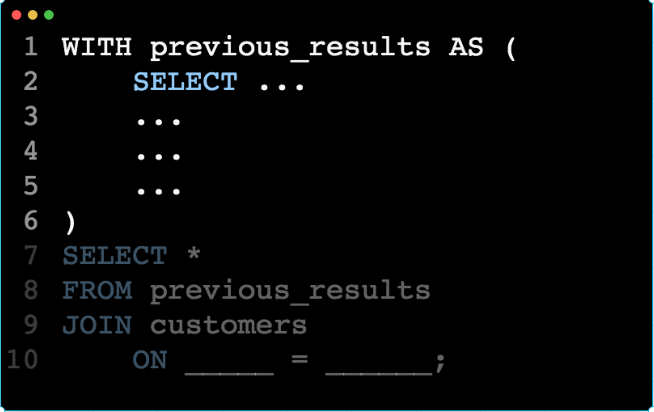 1 WITH previous_results AS (
2     SELECT ...
3     ...
4     ...
5     ...
6 )
7 SELECT *
8 FROM previous_results
9 JOIN customers
10     ON _____ = ______;